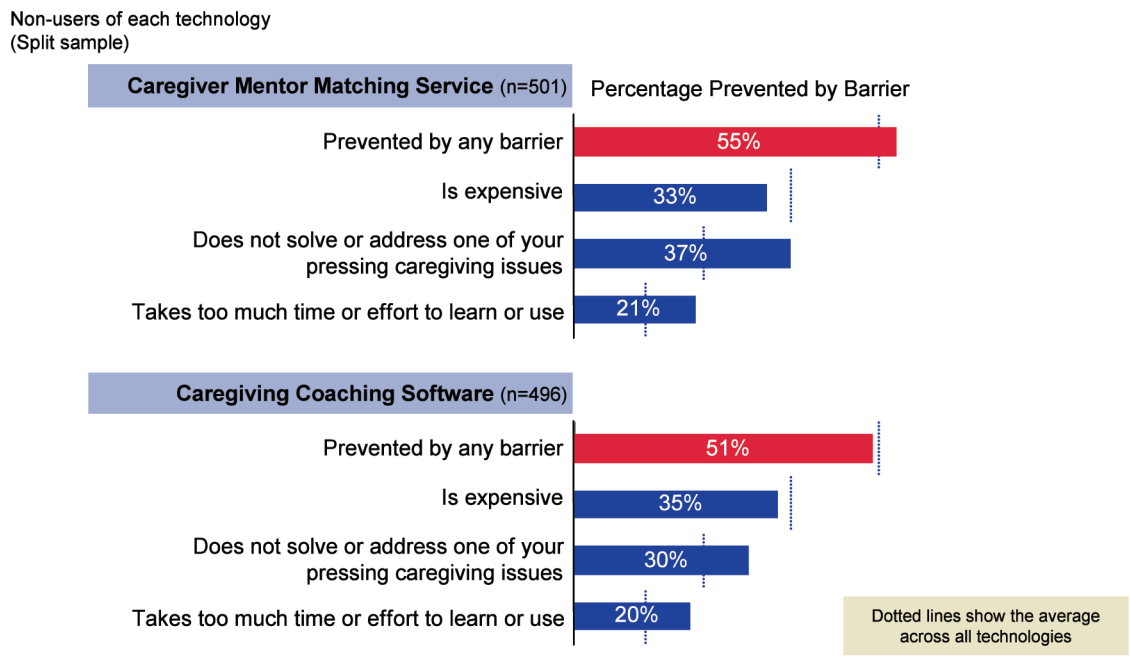 Non-users of each technology
(Split sample)
Caregiver Mentor Matching Service (n=501)
Percentage Prevented by Barrier
Prevented by any barrier
55%
Is expensive
33%
Does not solve or address one of your
pressing caregiving issues
37%
Takes too much time or effort to learn or use
21%
Caregiving Coaching Software (n=496)
Prevented by any barrier
51%
Is expensive
35%
Does not solve or address one of your
pressing caregiving issues
30%
Takes too much time or effort to learn or use
20%
Dotted lines show the average
across all technologies